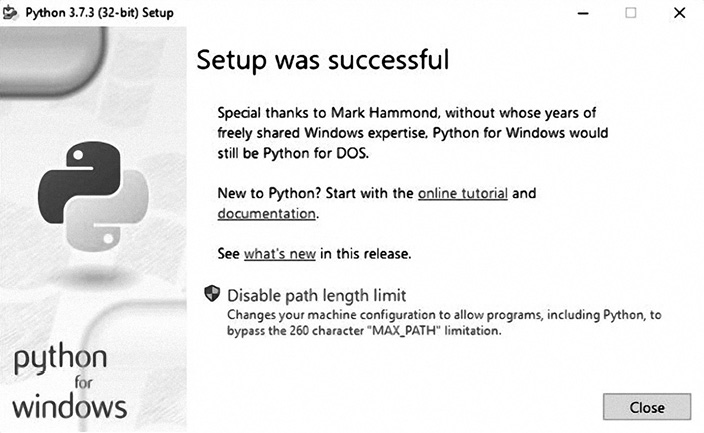 Python 3.7.3 (32-bit) Setup
Setup was successful
Special thanks to Mark Hammond, without whose years of
freely shared Windows expertise, Python for Windows would
still be Python for DOS.
New to Python? Start with the online tutorial and
documentation.
See what's new in this release.
Disable path length limit
Changes your machine configuration to allow programs, including Python, to
bypass the 260 character "MAX_PATH" limitation.
python
for
windows
Close